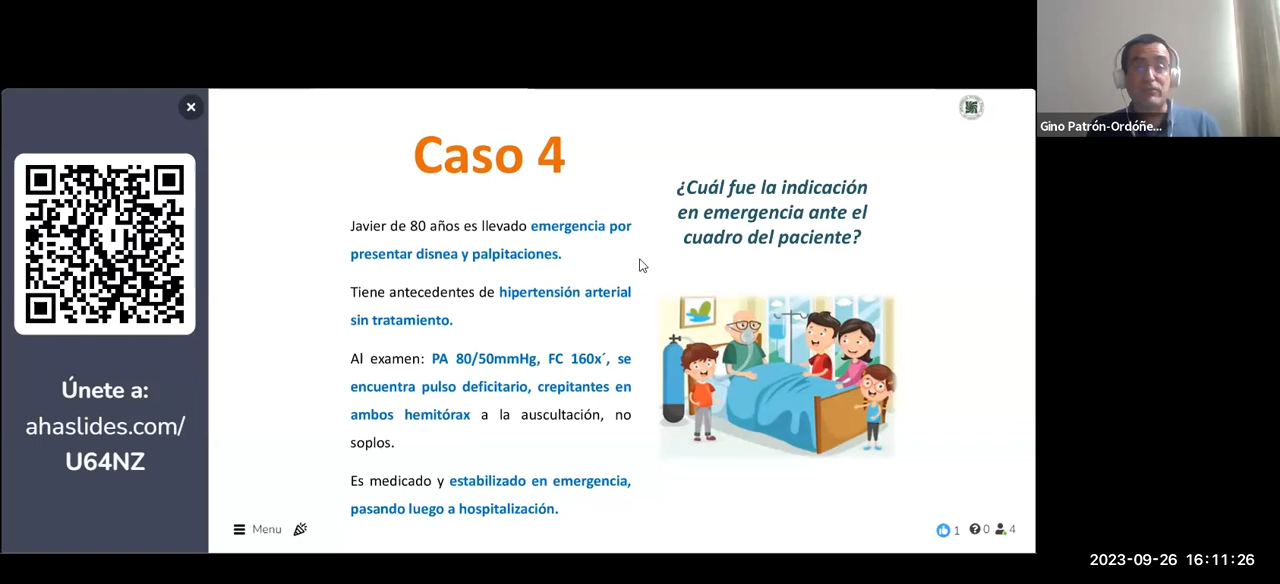 Caso 4
¿Cuál fue la indicación
en emergencia ante el
cuadro del paciente?
Javier de 80 años es llevado emergencia por
presentar disnea y palpitaciones.
Tiene antecedentes de hipertensión arterial
sin tratamiento.
Al examen: PA 80/50mmHg, FC 160x´, se
encuentra pulso deficitario, crepitantes en
ambos hemitórax a la auscultación, no
soplos.
Es medicado y estabilizado en emergencia,
pasando luego a hospitalización.
Únete a:
ahaslides.com/
U64NZ
Menu
1 0 4
Gino Patrón-Ordóñe...
2023-09-26 16:11:26